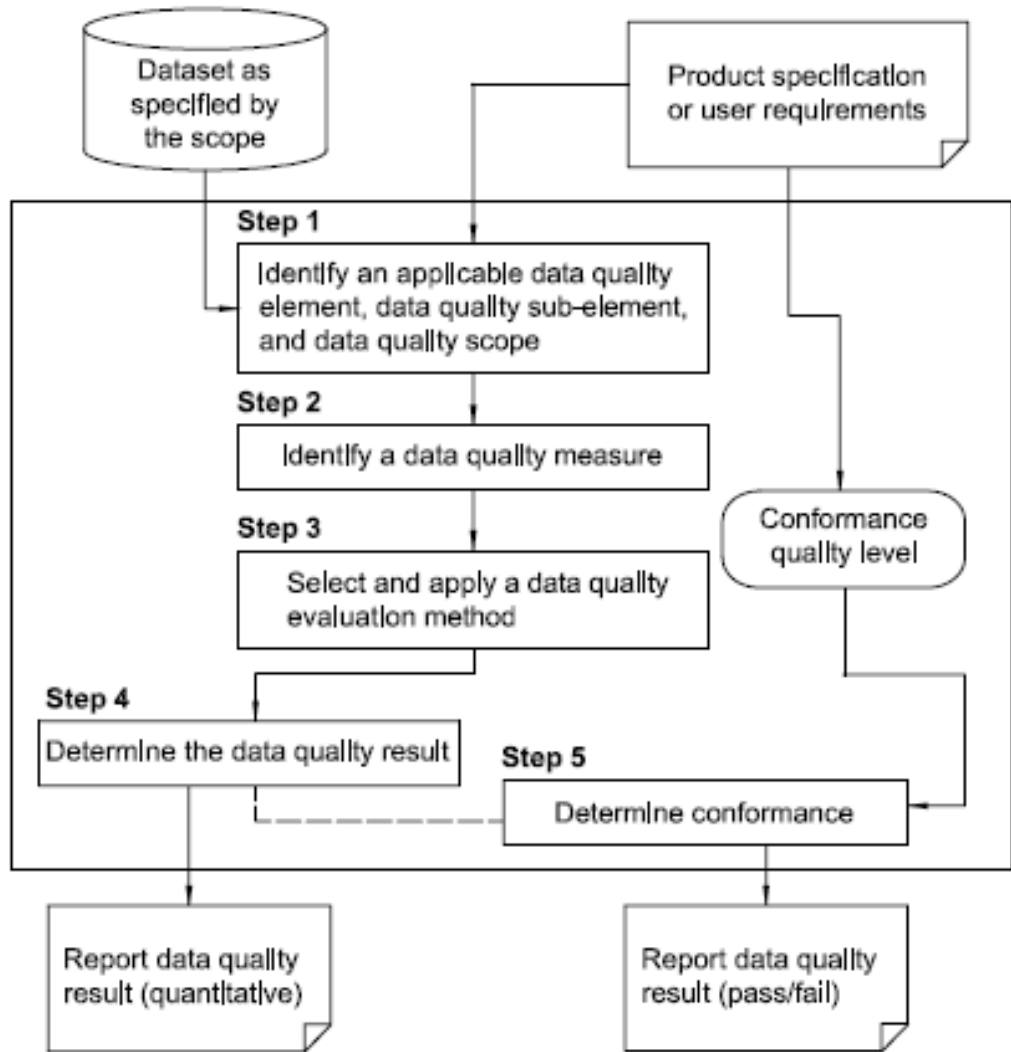 Dataset as
specified by
the scope
Product specification
or user requirements
Step 1
Identify an applicable data quality
element, data quality sub-element,
and data quality scope
Step 2
Identify a data quality measure
Step 3
Select and apply a data quality
evaluation method
Conformance
quality level
Step 4
Determine the data quality result
Step 5
Determine conformance
Report data quality
result (quantitative)
Report data quality
result (pass/fail)